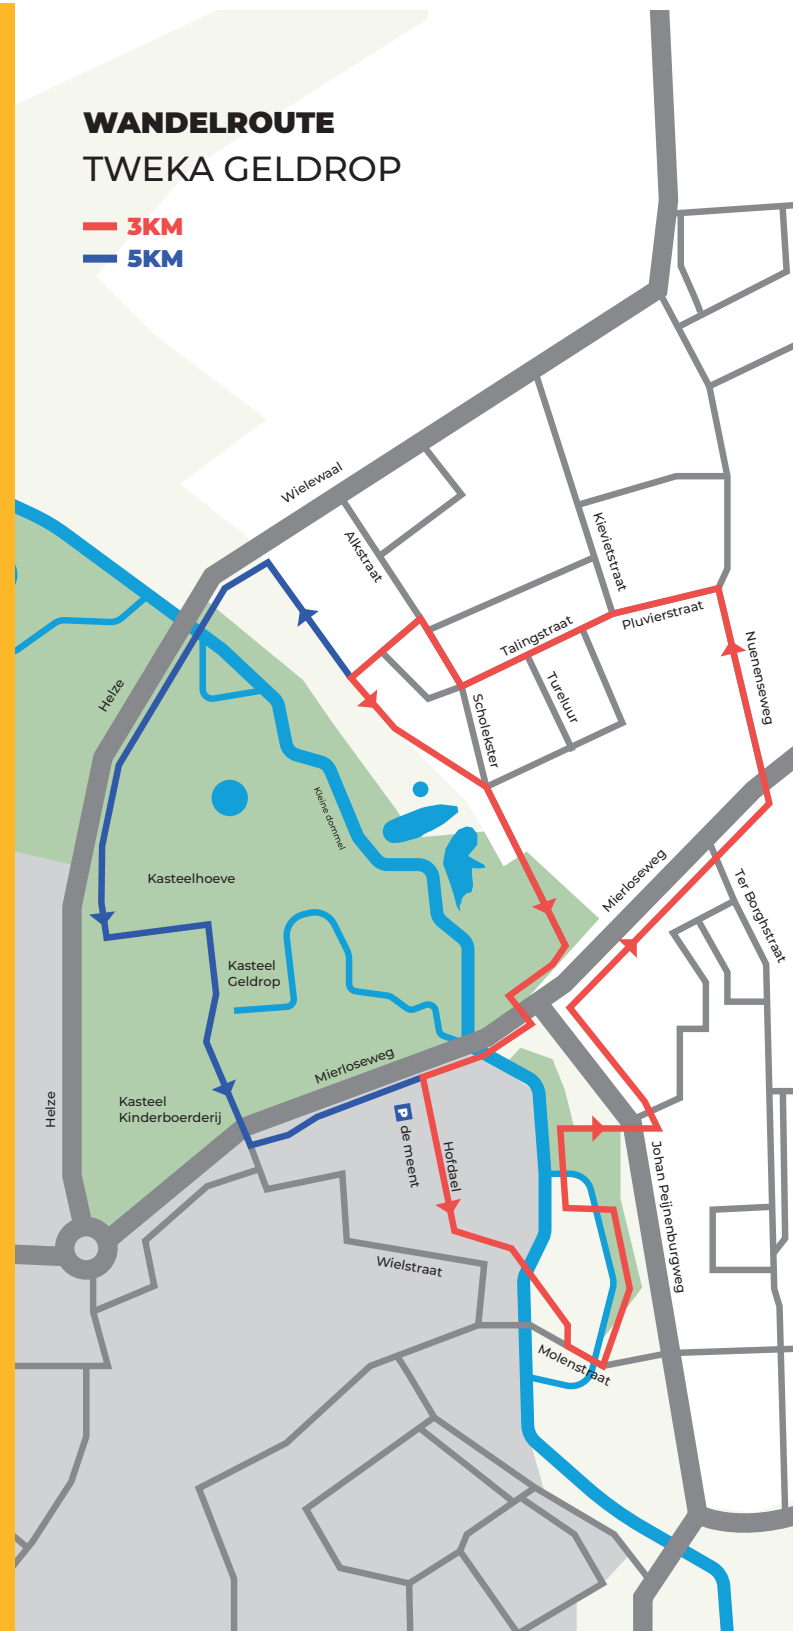 WANDELROUTE
TWEKA GELDROP
3KM
5KM
Wielewaal
Alkstraat
Kievietstraat
Talingstraat
Pluvierstraat
Nuenenseweg
Tureluur
Scholekster
Helze
Kleine dommel
Kasteelhoeve
Mierloseweg
Ter Borghstraat
Kasteel
Geldrop
Mierloseweg
Kasteel
Kinderboerderij
Helze
P de meent
Hofdael
Johan Peijnenburgweg
Wielstraat
Molenstraat